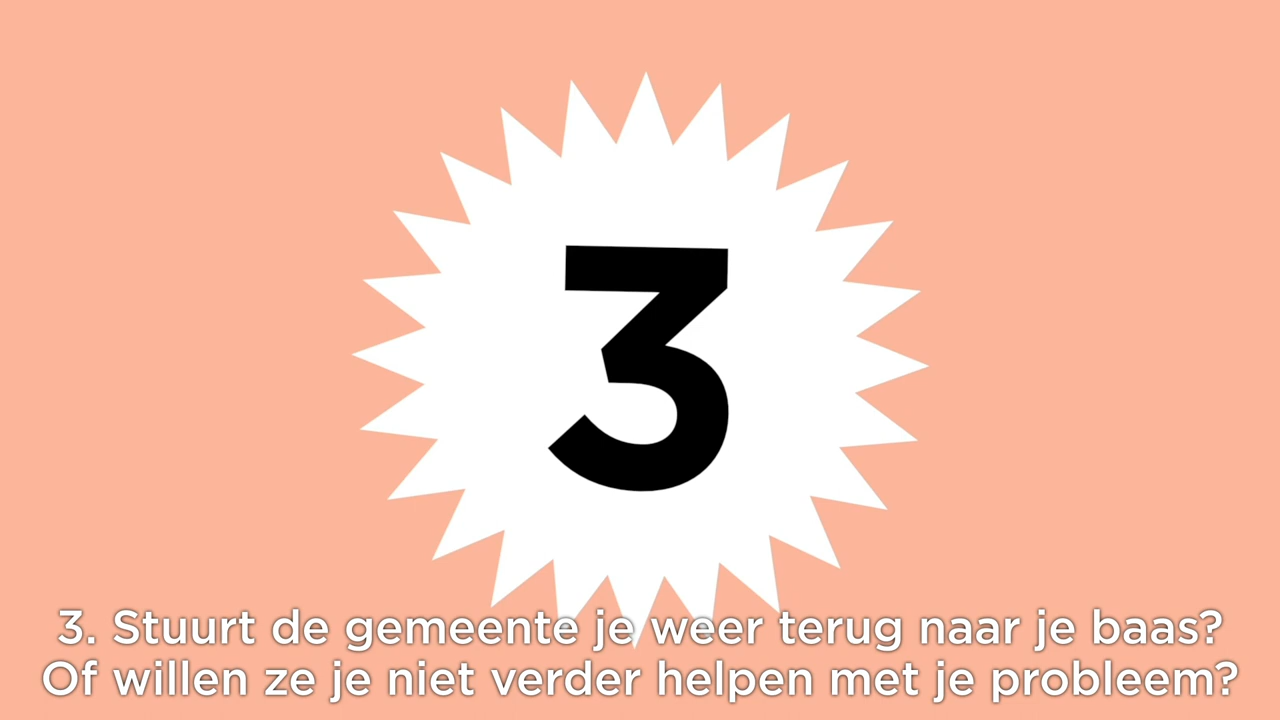 3
3. Stuurt de gemeente je weer terug naar je baas?
Of willen ze je niet verder helpen met je probleem?